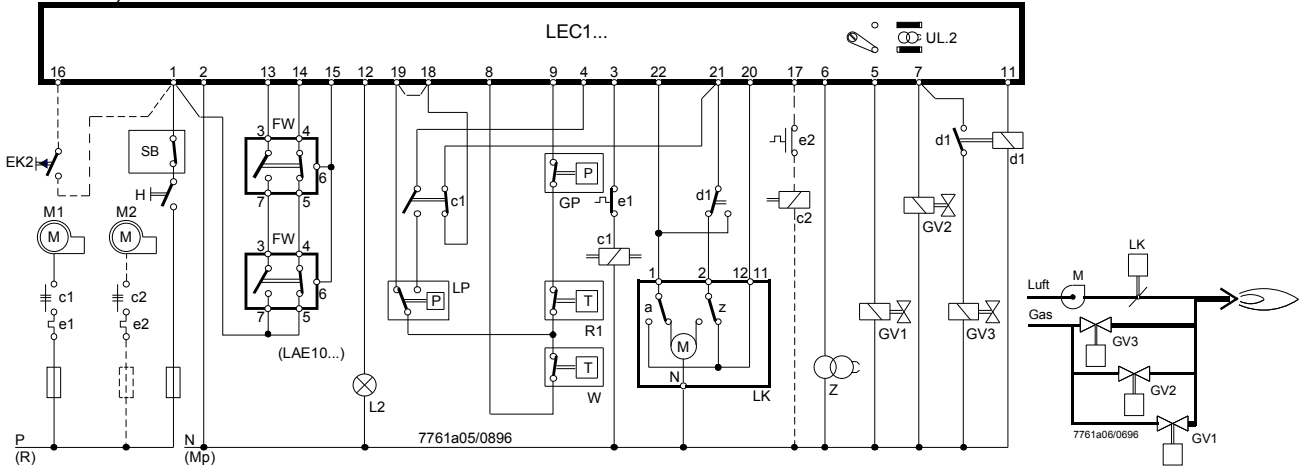 LEC1...
UL.2
16 1 2 13 14 15 12 19 18 8 9 4 3 22 21 20 17 6 5 7 11
3 FW 4
SB
EK2
6
d1
d1
e2
P
H
7 5
GP
e1
d1
c1
c2
M1 M2
GV2
M M
3 FW 4
c1
LK
1 2 12 11
6
LP
M
c1 c2
P
T
a z
Luft
e1 e2
7 5
R1
GV1
GV3
Gas
M
GV3
(LAE10...)
T
N
Z
L2
W
LK
GV2
P
N
7761a05/0896
7761a06/0696
GV1
(R)
(Mp)